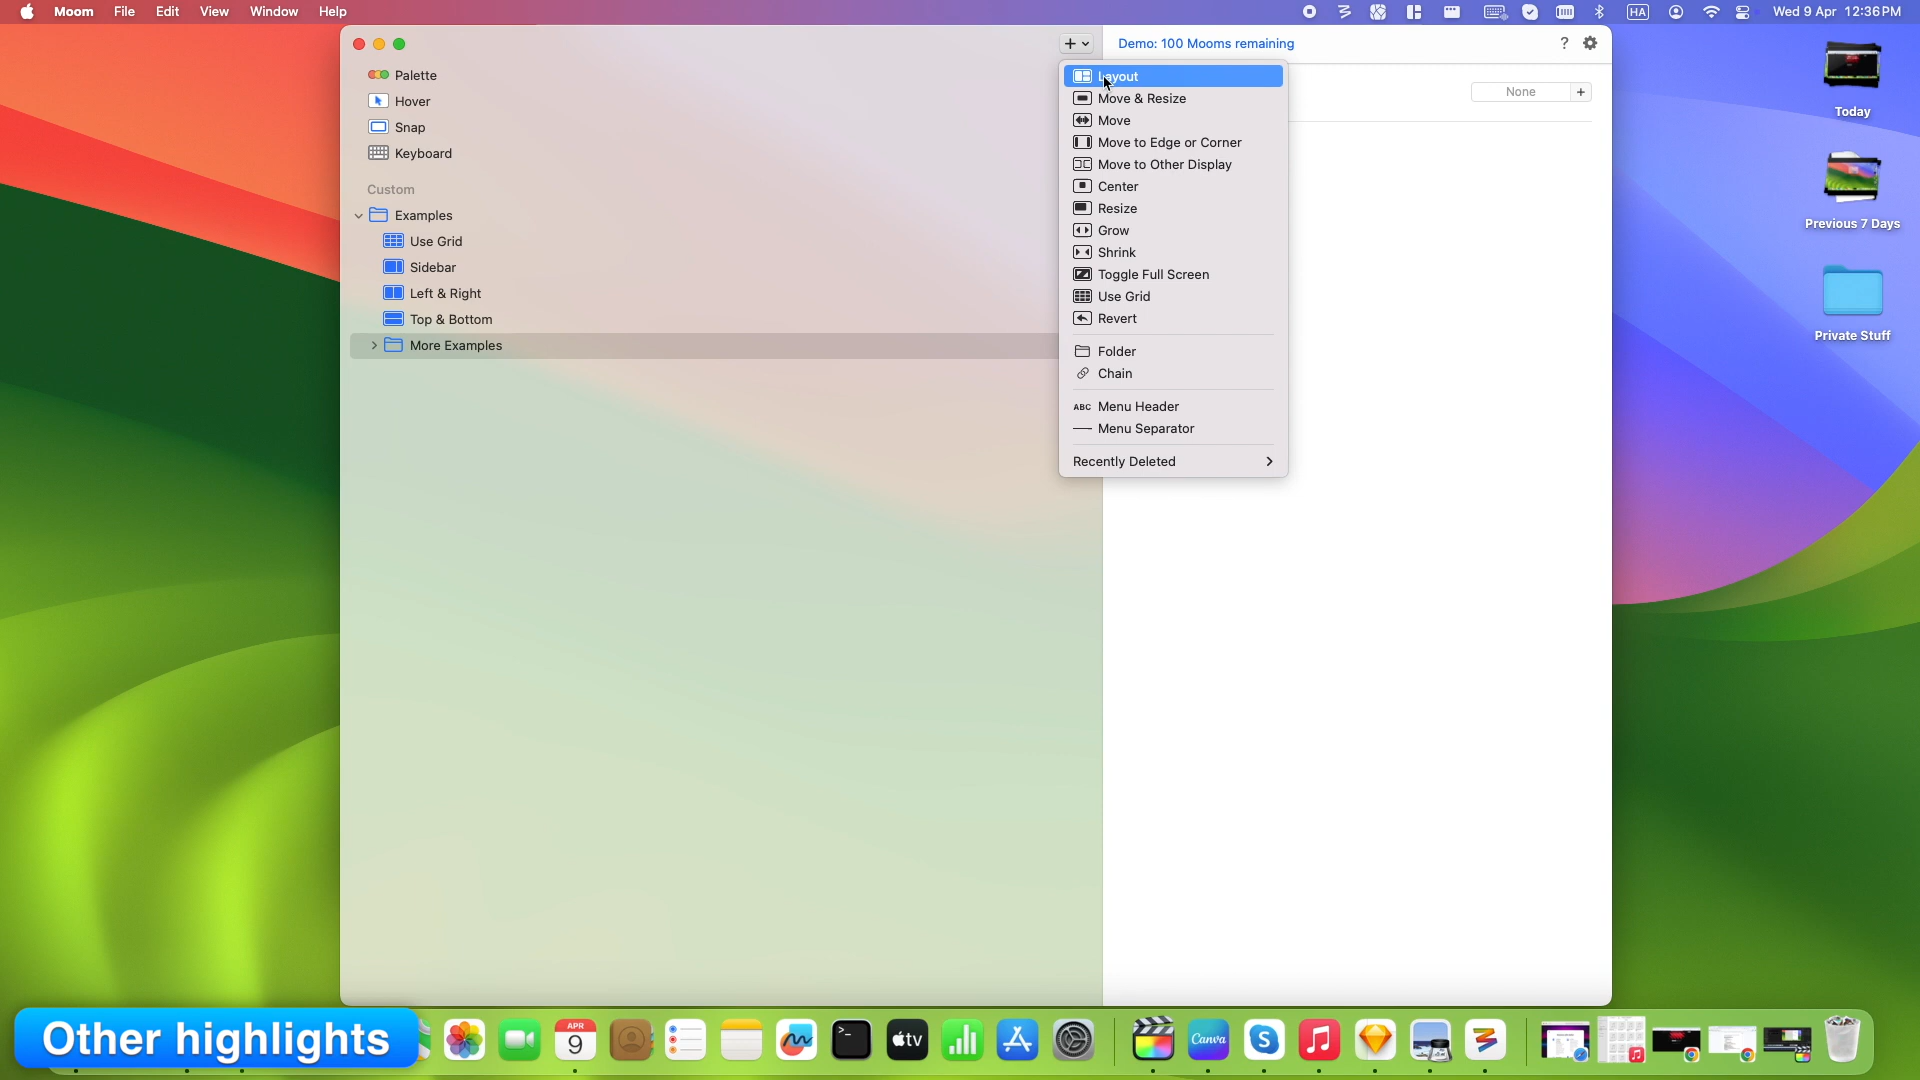 Moom File Edit View Window Help
HA Wed 9 Apr 12:36PM
Demo: 100 Mooms remaining ?
Palette
Hover
Snap
Keyboard
Custom
Examples
Use Grid
Sidebar
Left & Right
Top & Bottom
More Examples
Layout
Move & Resize
Move
Move to Edge or Corner
Move to Other Display
Center
Resize
Grow
Shrink
Toggle Full Screen
Use Grid
Revert
Folder
Chain
ABC Menu Header
Menu Separator
Recently Deleted
None +
Today
Previous 7 Days
Private Stuff
Other highlights
APR
9
tv
Canva